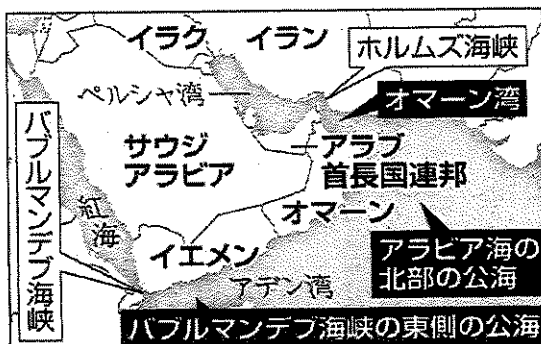 イラク
イラン
ホルムズ海峡
ペルシャ湾
オマーン湾
サウジ
アラビア
アラブ
首長国連邦
オマーン
紅海
イエメン
アデン湾
アラビア海の
北部の公海
バブルマンデブ海峡
バブルマンデブ海峡の東側の公海